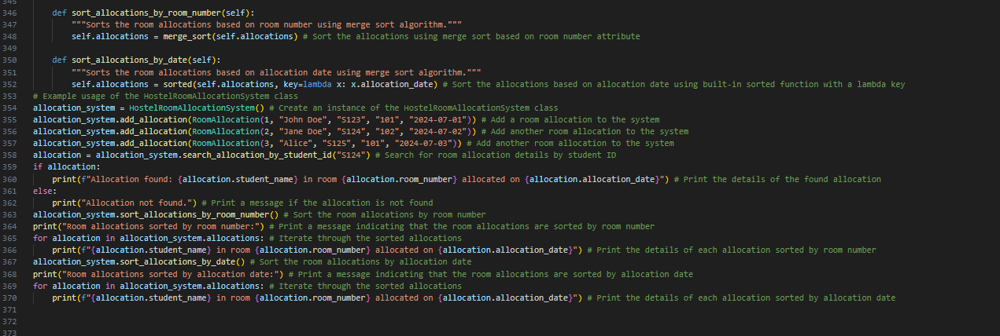 345
346 def sort_allocations_by_room_number(self):
347 """Sorts the room allocations based on room number using merge sort algorithm."""
348 self.allocations = merge_sort(self.allocations) # Sort the allocations using merge sort based on room number attribute
349
350 def sort_allocations_by_date(self):
351 """Sorts the room allocations based on allocation date using merge sort algorithm."""
352 self.allocations = sorted(self.allocations, key=lambda x: x.allocation_date) # Sort the allocations based on allocation date using built-in sorted function with a lambda key
353 # Example usage of the HostelRoomAllocationSystem class
354 allocation_system = HostelRoomAllocationSystem() # Create an instance of the HostelRoomAllocationSystem class
355 allocation_system.add_allocation(RoomAllocation(1, "John Doe", "S123", "101", "2024-07-01")) # Add a room allocation to the system
356 allocation_system.add_allocation(RoomAllocation(2, "Jane Doe", "S124", "102", "2024-07-02")) # Add another room allocation to the system
357 allocation_system.add_allocation(RoomAllocation(3, "Alice", "S125", "101", "2024-07-03")) # Add another room allocation to the system
358 allocation = allocation_system.search_allocation_by_student_id("S124") # Search for room allocation details by student ID
359 if allocation:
360 print(f"Allocation found: {allocation.student_name} in room {allocation.room_number} allocated on {allocation.allocation_date}") # Print the details of the found allocation
361 else:
362 print("Allocation not found.") # Print a message if the allocation is not found
363 allocation_system.sort_allocations_by_room_number() # Sort the room allocations by room number
364 print("Room allocations sorted by room number:") # Print a message indicating that the room allocations are sorted by room number
365 for allocation in allocation_system.allocations: # Iterate through the sorted allocations
366 print(f"{allocation.student_name} in room {allocation.room_number} allocated on {allocation.allocation_date}") # Print the details of each allocation sorted by room number
367 allocation_system.sort_allocations_by_date() # Sort the room allocations by allocation date
368 print("Room allocations sorted by allocation date:") # Print a message indicating that the room allocations are sorted by allocation date
369 for allocation in allocation_system.allocations: # Iterate through the sorted allocations
370 print(f"{allocation.student_name} in room {allocation.room_number} allocated on {allocation.allocation_date}") # Print the details of each allocation sorted by allocation date
371
372
373